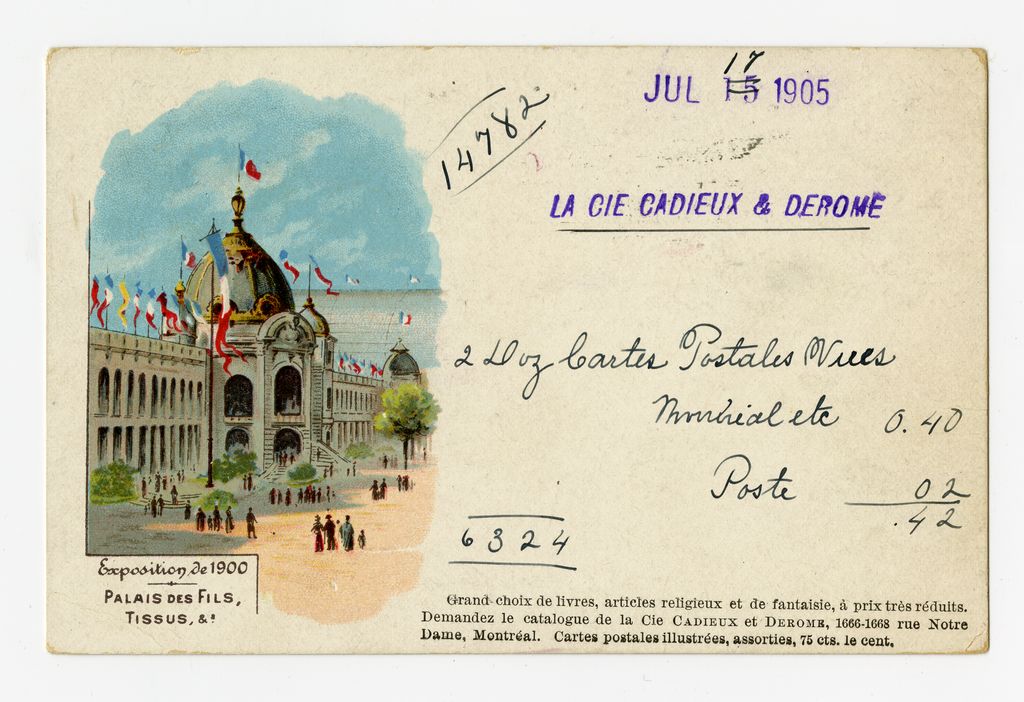 JUL 15 1905
17
14782
LA CIE CADIEUX & DEROME
2 Doz Cartes Postales Vues
Montréal etc 0.40
Poste 02
.42
6324
Exposition de 1900
PALAIS DES FILS,
TISSUS, &ª
Grand choix de livres, articles religieux et de fantaisie, à prix très réduits.
Demandez le catalogue de la Cie CADIEUX et DEROME, 1666-1668 rue Notre
Dame, Montréal. Cartes postales illustrées, assorties, 75 cts. le cent.